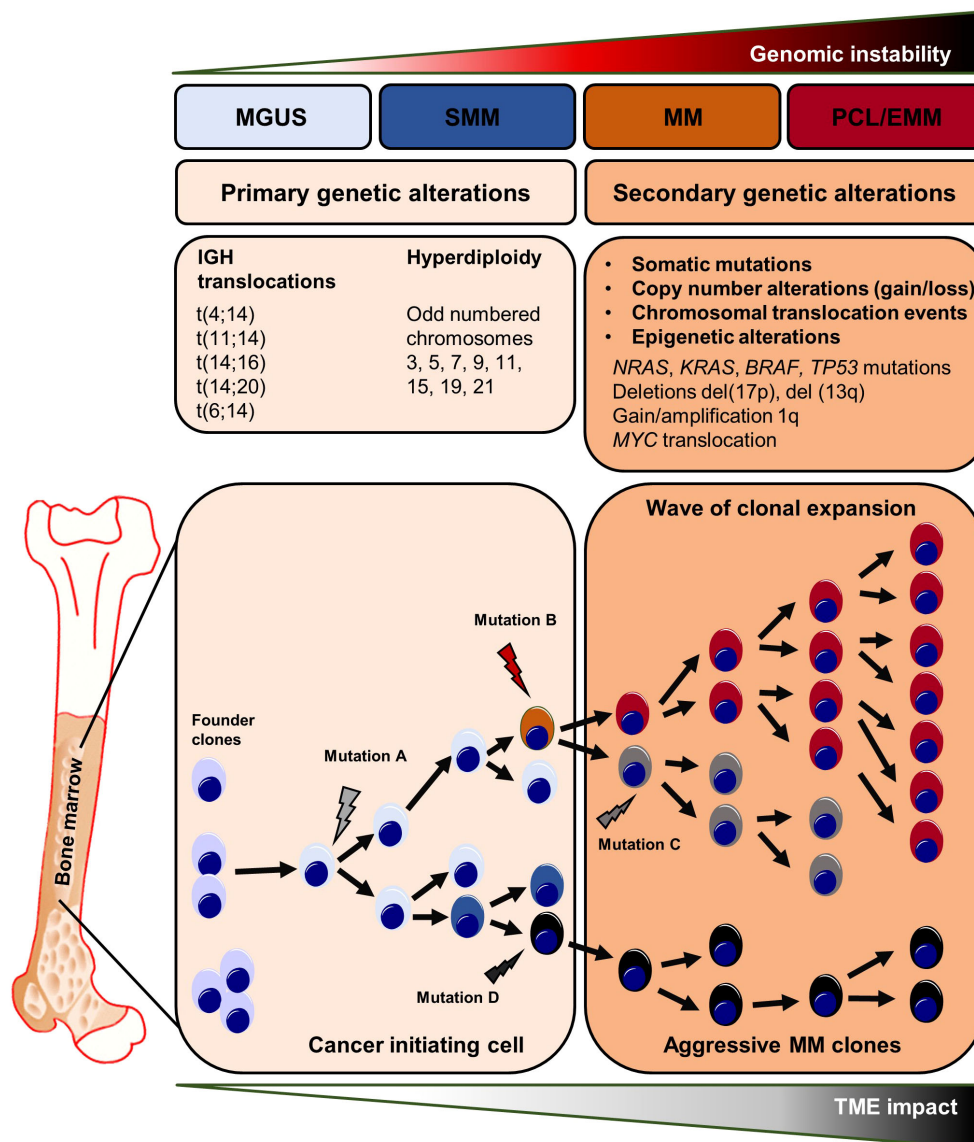 Genomic instability
MGUS
SMM
MM
PCL/EMM
Primary genetic alterations
Secondary genetic alterations
IGH
translocations
t(4;14)
t(11;14)
t(14;16)
t(14;20)
t(6;14)
Hyperdiploidy
Odd numbered
chromosomes
3, 5, 7, 9, 11,
15, 19, 21
• Somatic mutations
• Copy number alterations (gain/loss)
• Chromosomal translocation events
• Epigenetic alterations
NRAS, KRAS, BRAF, TP53 mutations
Deletions del(17p), del (13q)
Gain/amplification 1q
MYC translocation
Bone marrow
Founder
clones
Mutation A
Mutation B
Mutation D
Cancer initiating cell
Wave of clonal expansion
Mutation C
Aggressive MM clones
TME impact